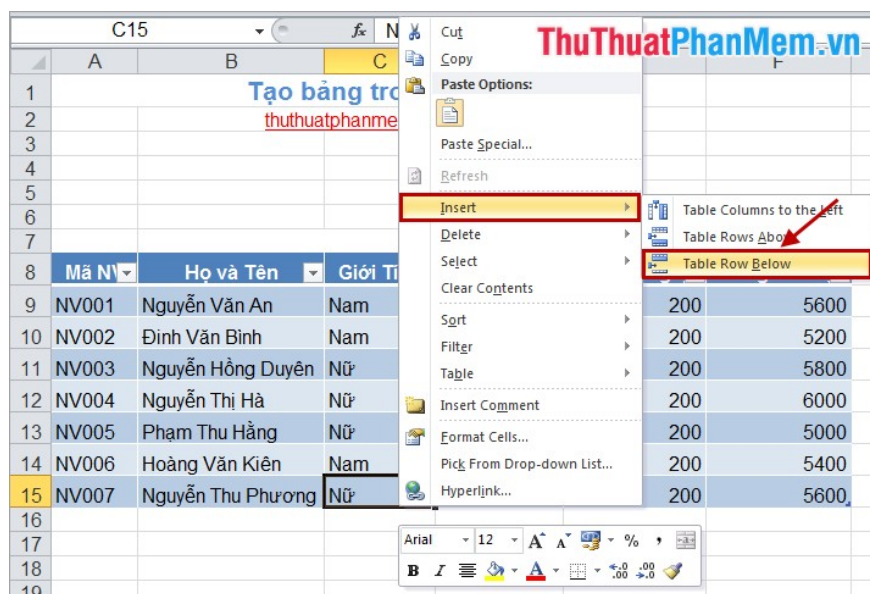 C15
fx
N
ThuThuatPhanMem.vn
A
B
C
F
1
Tạo bảng trc
2
thuthuatphanme
3
4
5
6
7
8
Mã NV
Họ và Tên
Giới Tí
9
NV001
Nguyễn Văn An
Nam
200
5600
10
NV002
Đinh Văn Bình
Nam
200
5200
11
NV003
Nguyễn Hồng Duyên
Nữ
200
5800
12
NV004
Nguyễn Thị Hà
Nữ
200
6000
13
NV005
Phạm Thu Hằng
Nữ
200
5000
14
NV006
Hoàng Văn Kiên
Nam
200
5400
15
NV007
Nguyễn Thu Phương
Nữ
200
5600
16
17
18
19
Cut
Copy
Paste Options:
Paste Special...
Refresh
Insert
Delete
Select
Clear Contents
Sort
Filter
Table
Insert Comment
Format Cells...
Pick From Drop-down List...
Hyperlink...
Table Columns to the Left
Table Rows Above
Table Row Below
Arial
12
A
A
%
,
B
I
A
.00
.00